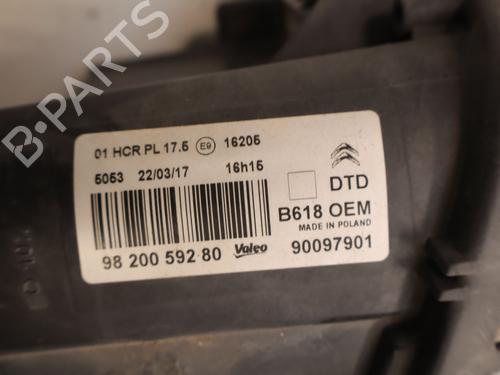 B-PARTS
01 HCR PL 17.5 E9 16205
5053 22/03/17 16h15
DTD
B618 OEM
MADE IN POLAND
98 200 592 80 Valeo 90097901